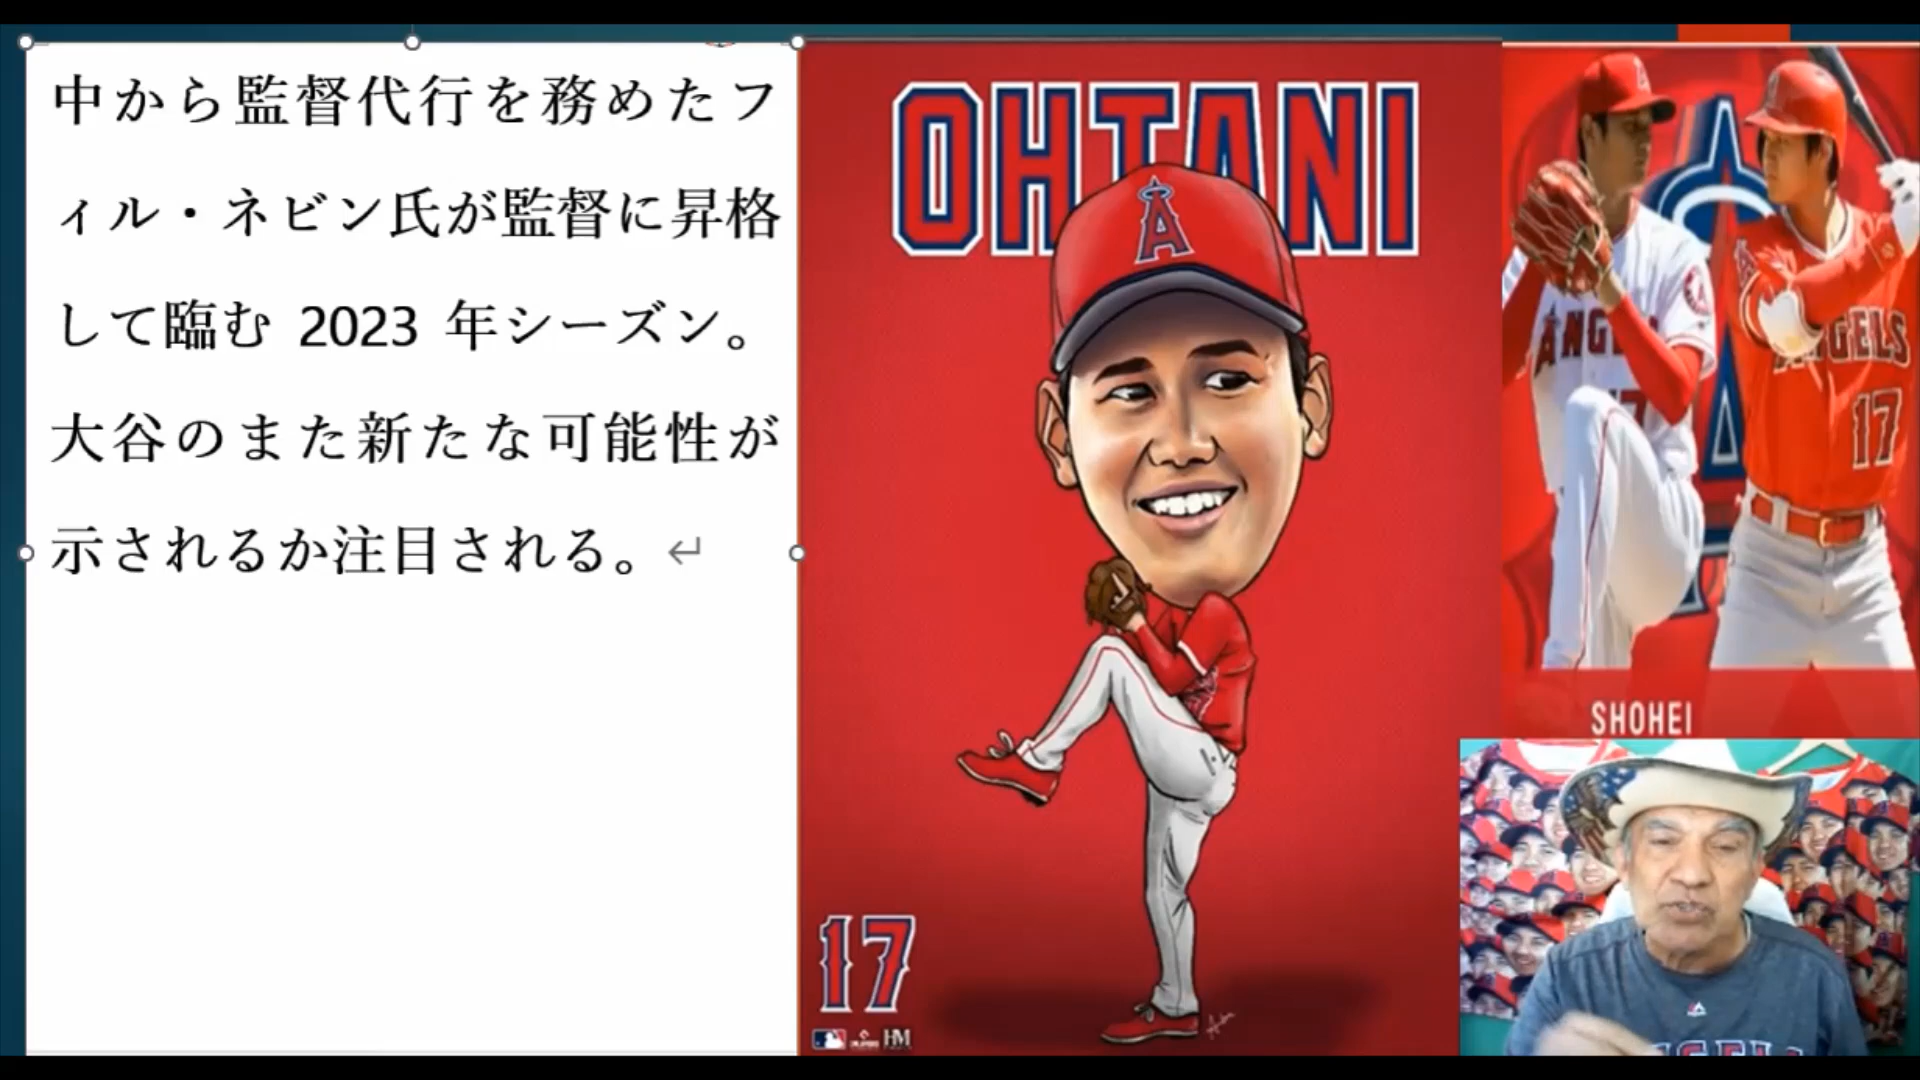 中から監督代行を務めたフ
ィル・ネビン氏が監督に昇格
して臨む 2023 年シーズン。
大谷のまた新たな可能性が
示されるか注目される。
OHTANI
A
17
HM
A
ANGELS
17
SHOHEI